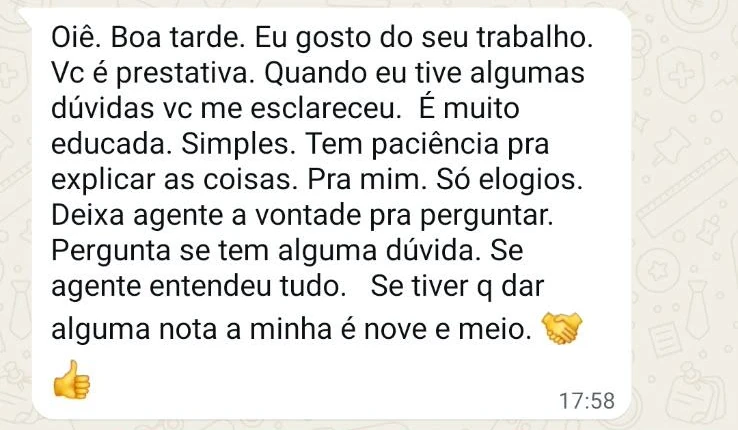 Oiê. Boa tarde. Eu gosto do seu trabalho.
Vc é prestativa. Quando eu tive algumas
dúvidas vc me esclareceu.  É muito
educada. Simples. Tem paciência pra
explicar as coisas. Pra mim. Só elogios.
Deixa agente a vontade pra perguntar.
Pergunta se tem alguma dúvida. Se
agente entendeu tudo.   Se tiver q dar
alguma nota a minha é nove e meio. 🤝
👍
17:58